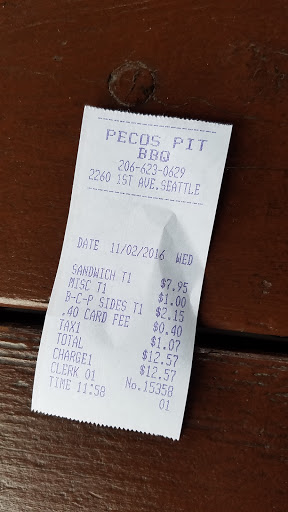 PECOS PIT
BBQ
206-623-0629
2260 1ST AVE.SEATTLE
DATE 11/02/2016 WED
SANDWICH T1 $7.95
MISC T1 $1.00
B-C-P SIDES T1 $2.15
.40 CARD FEE $0.40
TAX1 $1.07
TOTAL $12.57
CHARGE1 $12.57
CLERK 01 No.15358
TIME 11:58 01